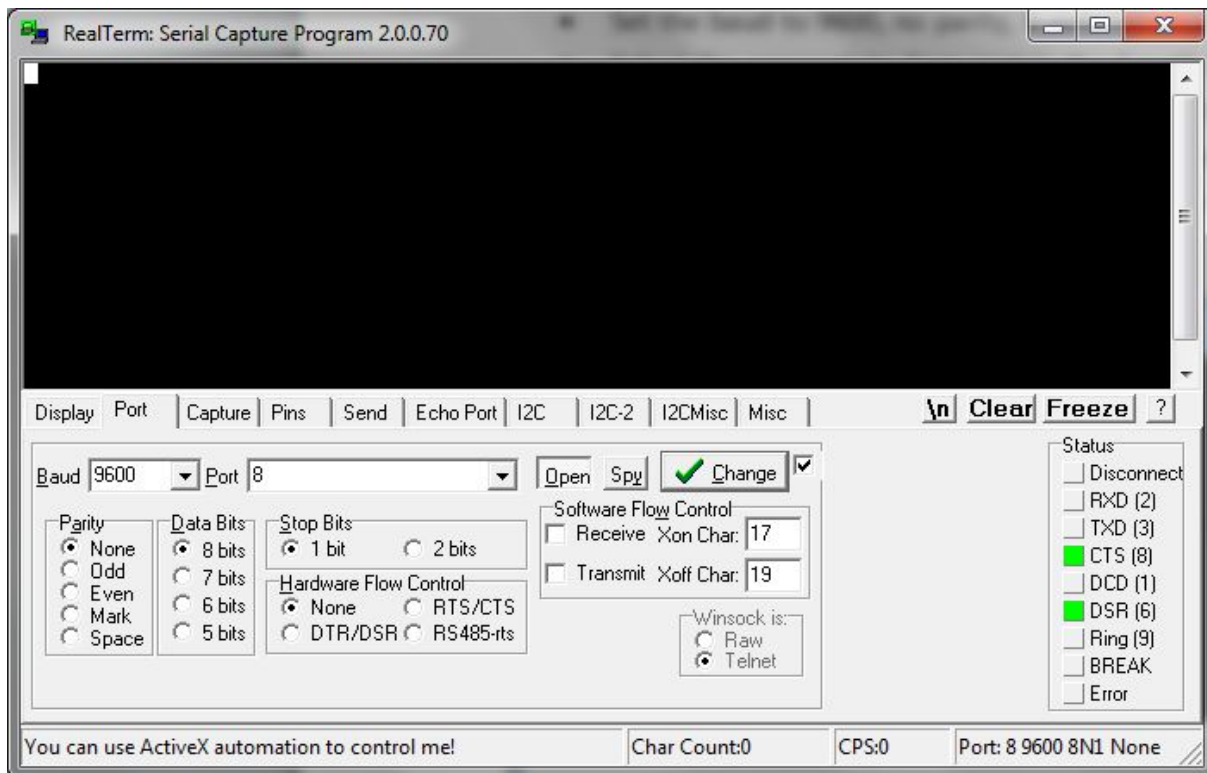 RealTerm: Serial Capture Program 2.0.0.70
Display Port Capture Pins Send Echo Port I2C I2C-2 I2CMisc Misc \n Clear Freeze ?
Baud 9600 Port 8 Open Spy Change
Parity
None
Odd
Even
Mark
Space
Data Bits
8 bits
7 bits
6 bits
5 bits
Stop Bits
1 bit 2 bits
Hardware Flow Control
None RTS/CTS
DTR/DSR RS485-rts
Software Flow Control
Receive Xon Char: 17
Transmit Xoff Char: 19
Winsock is:
Raw
Telnet
Status
Disconnect
RXD (2)
TXD (3)
CTS (8)
DCD (1)
DSR (6)
Ring (9)
BREAK
Error
You can use ActiveX automation to control me! Char Count:0 CPS:0 Port: 8 9600 8N1 None